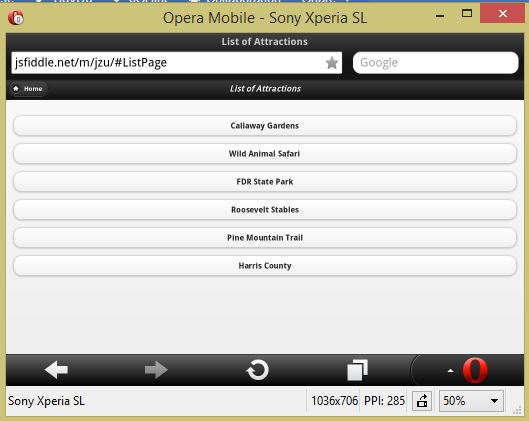 Opera Mobile - Sony Xperia SL
List of Attractions
jsfiddle.net/m/jzu/#ListPage
Google
Home
List of Attractions
Callaway Gardens
Wild Animal Safari
FDR State Park
Roosevelt Stables
Pine Mountain Trail
Harris County
Sony Xperia SL
1036x706
PPI: 285
50%